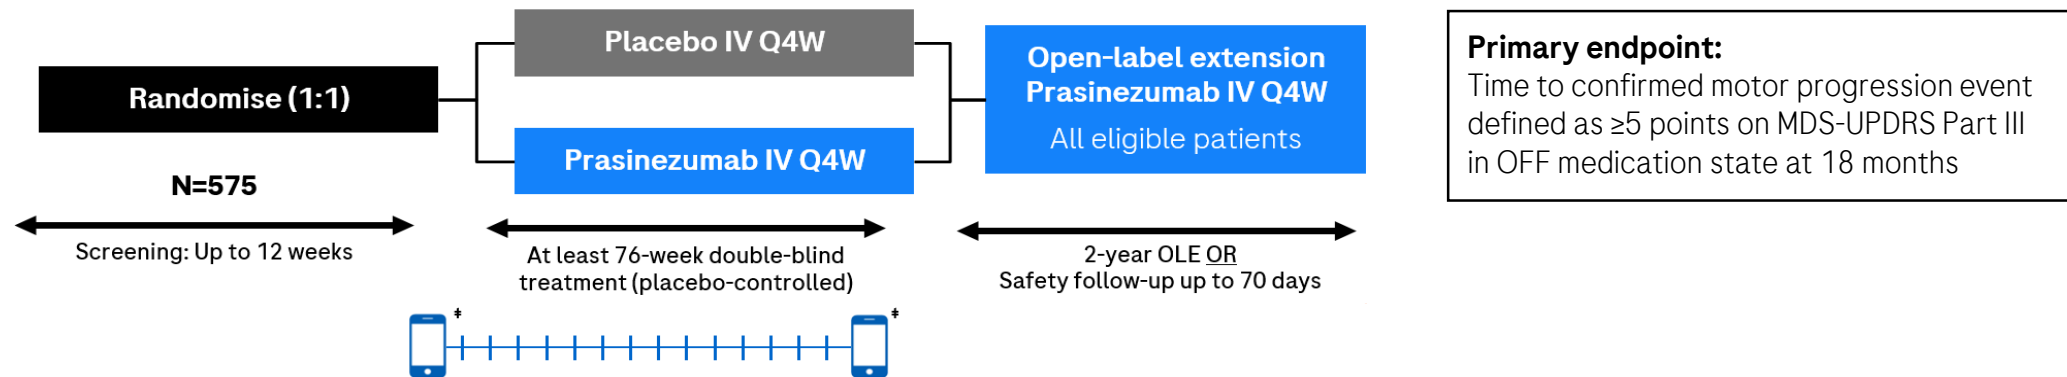 Randomise (1:1)
N=575
Screening: Up to 12 weeks
Placebo IV Q4W
Prasinezumab IV Q4W
At least 76-week double-blind
treatment (placebo-controlled)
ǂ
ǂ
Open-label extension
Prasinezumab IV Q4W
All eligible patients
2-year OLE OR
Safety follow-up up to 70 days
Primary endpoint:
Time to confirmed motor progression event
defined as ≥5 points on MDS-UPDRS Part III
in OFF medication state at 18 months